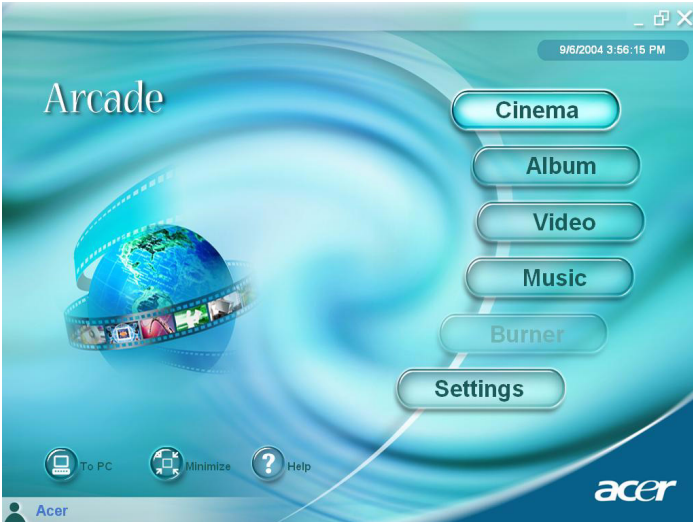 9/6/2004 3:56:15 PM
Arcade
Cinema
Album
Video
Music
Burner
Settings
To PC
Minimize
? Help
acer
Acer